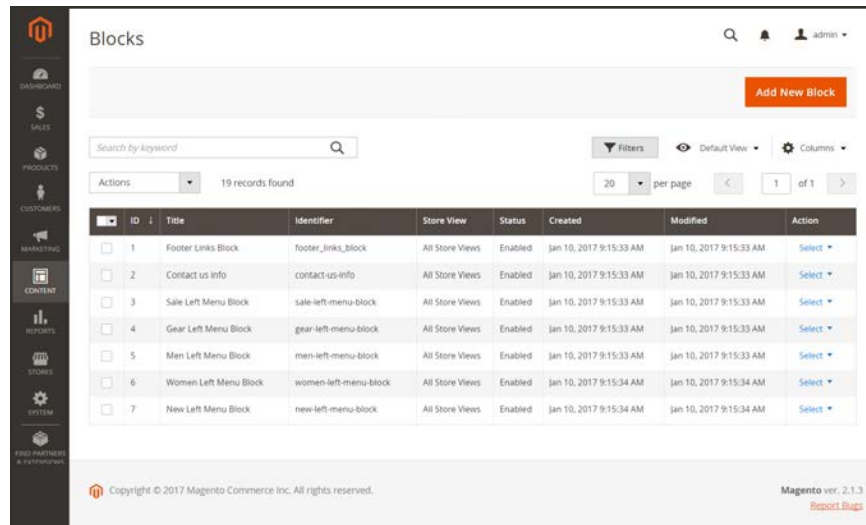 Blocks
admin
DASHBOARD
Add New Block
SALES
Search by keyword
Filters
Default View
Columns
PRODUCTS
Actions
19 records found
20
per page
1
of 1
CUSTOMERS
ID ↓ Title Identifier Store View Status Created Modified Action
MARKETING
1 Footer Links Block footer_links_block All Store Views Enabled Jan 10, 2017 9:15:33 AM Jan 10, 2017 9:15:33 AM Select
2 Contact us info contact-us-info All Store Views Enabled Jan 10, 2017 9:15:33 AM Jan 10, 2017 9:15:33 AM Select
CONTENT
3 Sale Left Menu Block sale-left-menu-block All Store Views Enabled Jan 10, 2017 9:15:33 AM Jan 10, 2017 9:15:33 AM Select
4 Gear Left Menu Block gear-left-menu-block All Store Views Enabled Jan 10, 2017 9:15:33 AM Jan 10, 2017 9:15:33 AM Select
REPORTS
5 Men Left Menu Block men-left-menu-block All Store Views Enabled Jan 10, 2017 9:15:33 AM Jan 10, 2017 9:15:33 AM Select
STORES
6 Women Left Menu Block women-left-menu-block All Store Views Enabled Jan 10, 2017 9:15:34 AM Jan 10, 2017 9:15:34 AM Select
SYSTEM
7 New Left Menu Block new-left-menu-block All Store Views Enabled Jan 10, 2017 9:15:34 AM Jan 10, 2017 9:15:34 AM Select
FIND PARTNERS
& EXTENSIONS
Copyright © 2017 Magento Commerce Inc. All rights reserved.
Magento ver. 2.1.3
Report Bugs